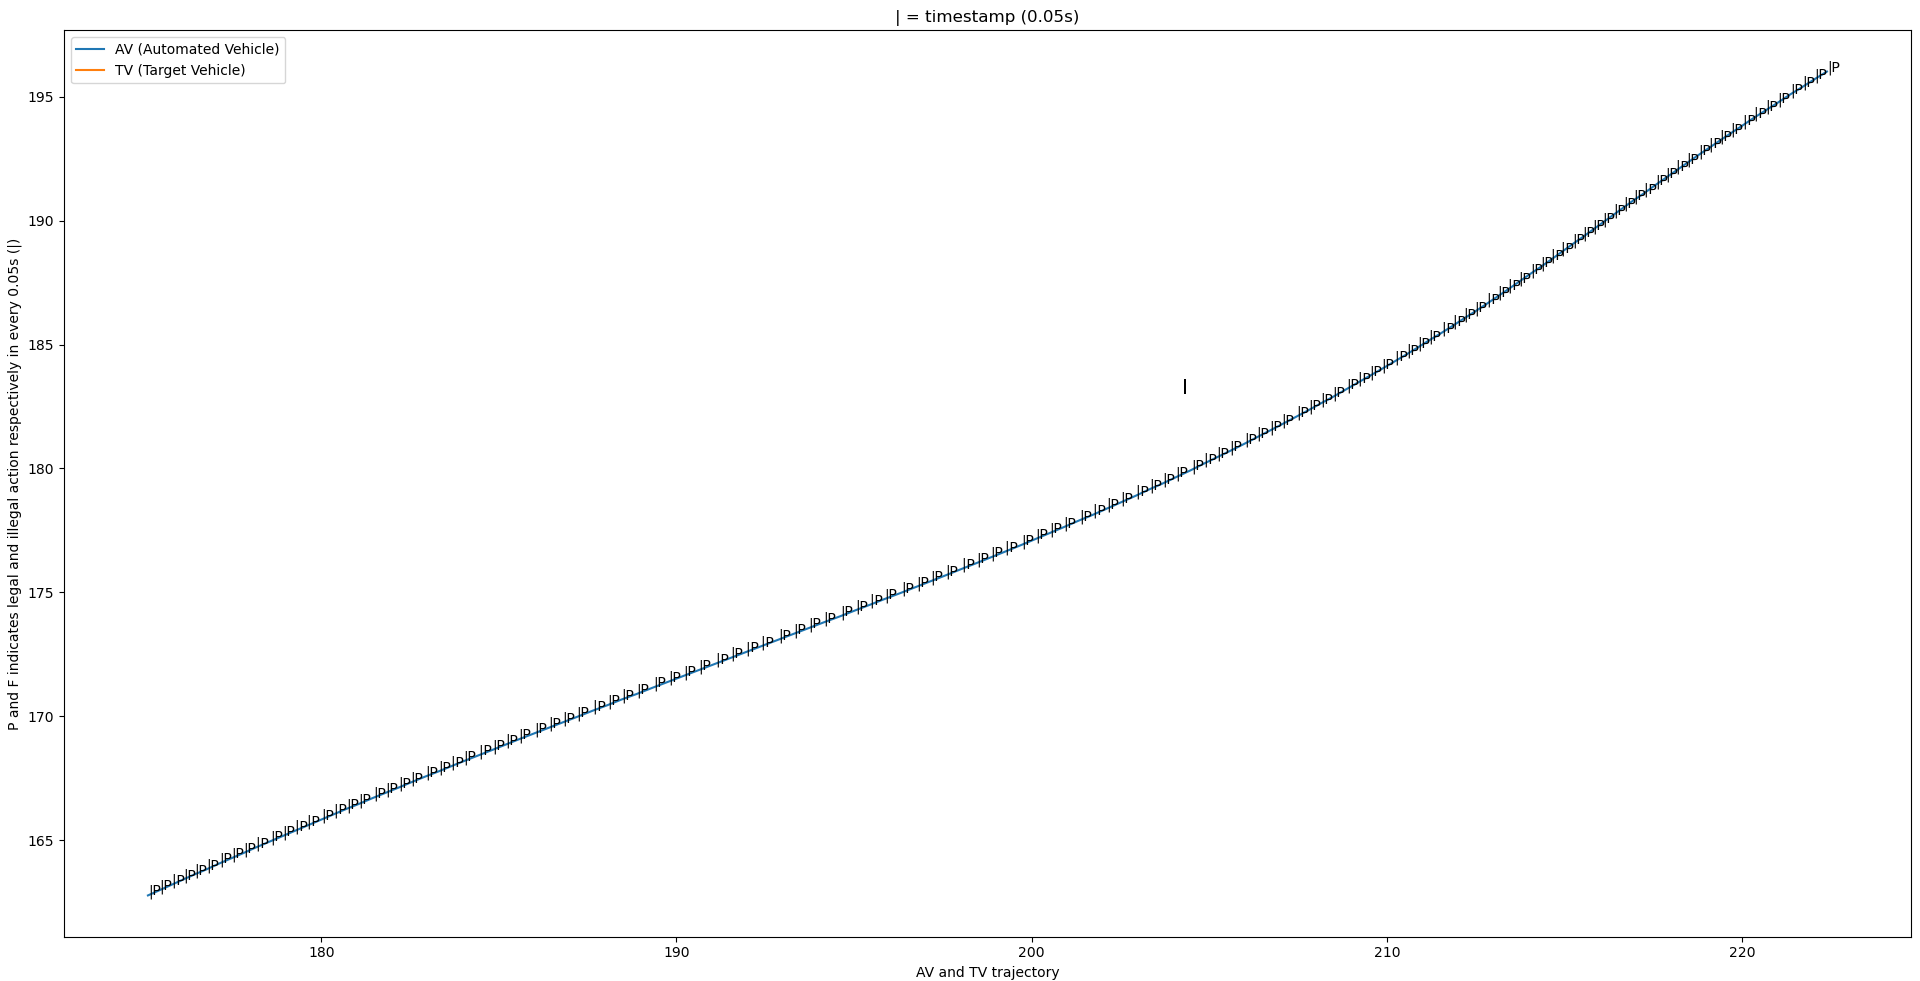 | = timestamp (0.05s)
AV (Automated Vehicle)
TV (Target Vehicle)
P and F indicates legal and illegal action respectively in every 0.05s (|)
195
190
185
180
175
170
165
|P
|
180
190
200
210
220
AV and TV trajectory